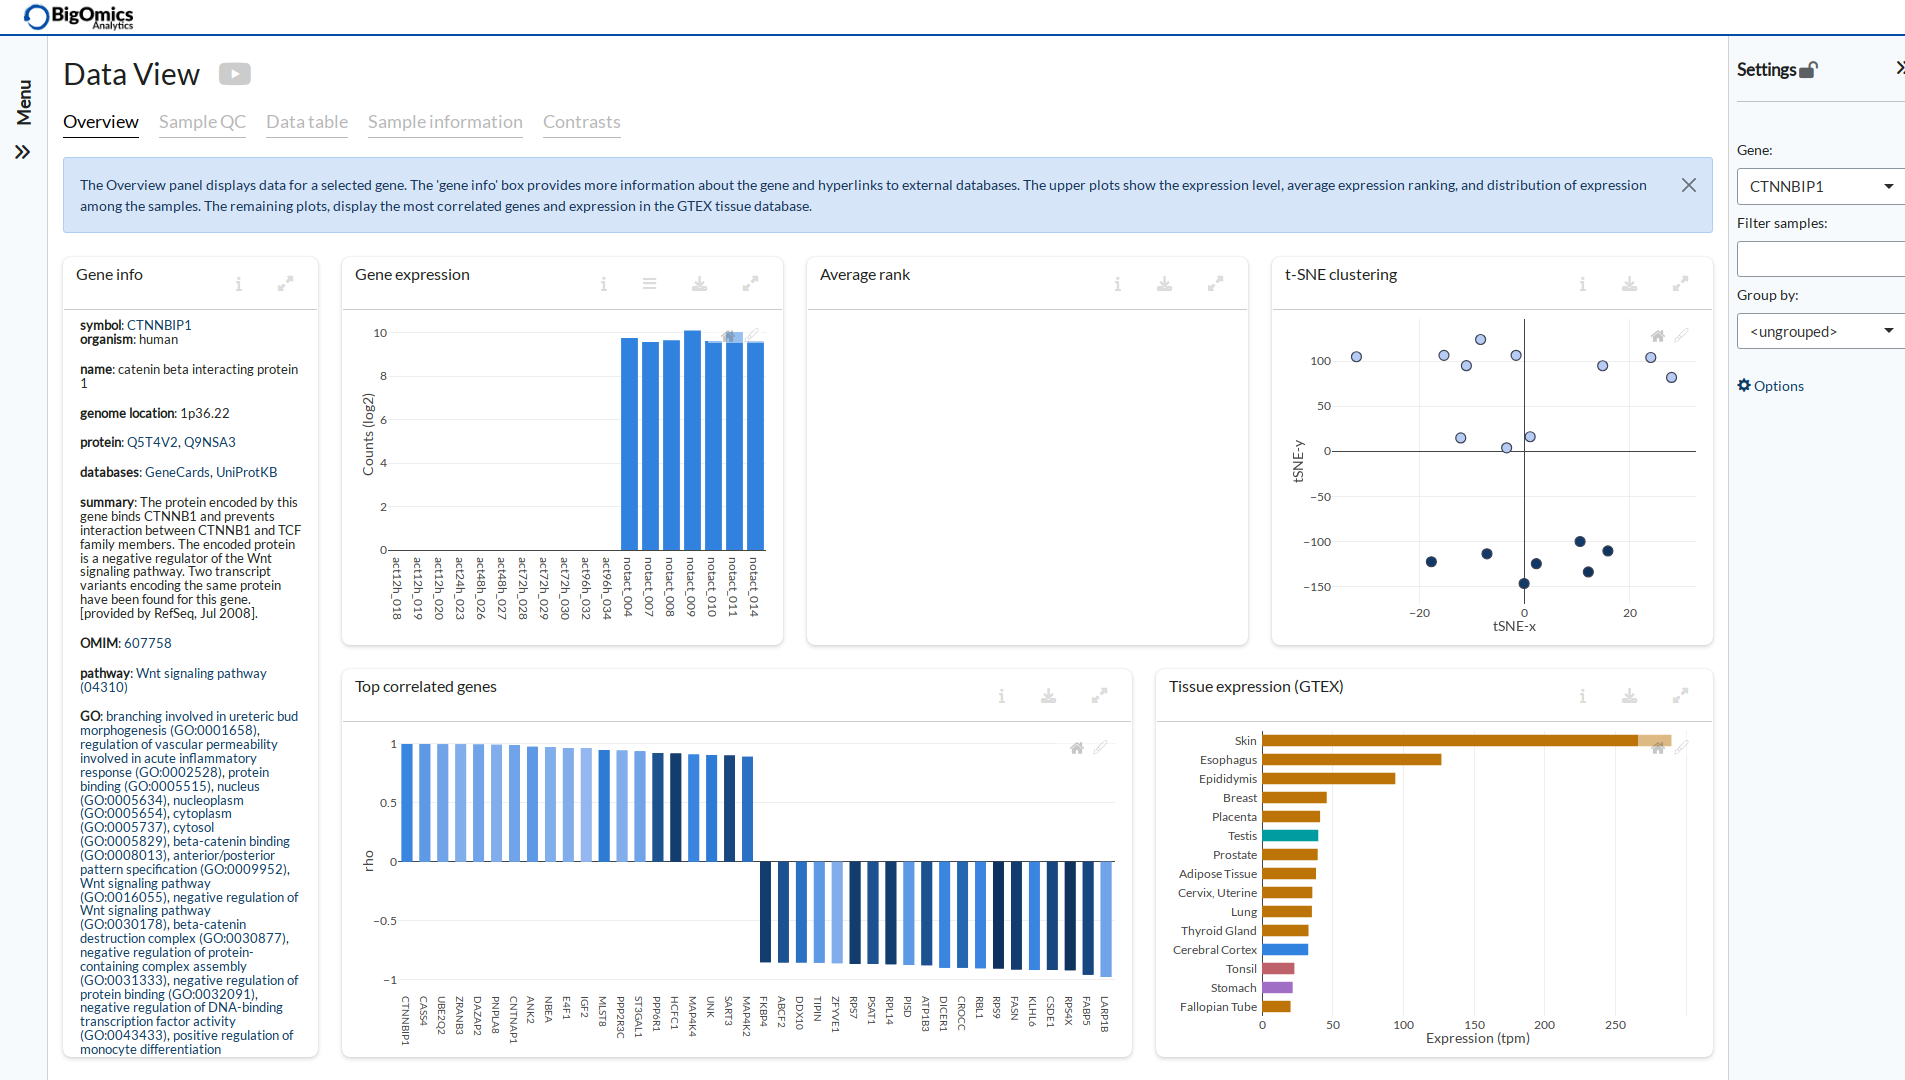 BigOmics
Analytics
Menu
Data View
Overview
Sample QC
Data table
Sample information
Contrasts
The Overview panel displays data for a selected gene. The 'gene info' box provides more information about the gene and hyperlinks to external databases. The upper plots show the expression level, average expression ranking, and distribution of expression
among the samples. The remaining plots, display the most correlated genes and expression in the GTEX tissue database.
Gene info
symbol: CTNNBIP1
organism: human
name: catenin beta interacting protein
1
genome location: 1p36.22
protein: Q5T4V2, Q9NSA3
databases: GeneCards, UniProtKB
summary: The protein encoded by this
gene binds CTNNB1 and prevents
interaction between CTNNB1 and TCF
family members. The encoded protein
is a negative regulator of the Wnt
signaling pathway. Two transcript
variants encoding the same protein
have been found for this gene.
[provided by RefSeq, Jul 2008].
OMIM: 607758
pathway: Wnt signaling pathway
(04310)
GO: branching involved in ureteric bud
morphogenesis (GO:0001658),
regulation of vascular permeability
involved in acute inflammatory
response (GO:0002528), protein
binding (GO:0005515), nucleus
(GO:0005634), nucleoplasm
(GO:0005654), cytoplasm
(GO:0005737), cytosol
(GO:0005829), beta-catenin binding
(GO:0008013), anterior/posterior
pattern specification (GO:0009952),
Wnt signaling pathway
(GO:0016055), negative regulation of
Wnt signaling pathway
(GO:0030178), beta-catenin
destruction complex (GO:0030877),
negative regulation of protein-
containing complex assembly
(GO:0031333), negative regulation of
protein binding (GO:0032091),
negative regulation of DNA-binding
transcription factor activity
(GO:0043433), positive regulation of
monocyte differentiation
Gene expression
Counts (log2)
10
8
6
4
2
0
act12h_018
act12h_019
act12h_020
act24h_023
act48h_026
act48h_027
act72h_028
act72h_029
act72h_030
act96h_032
act96h_034
notact_004
notact_007
notact_008
notact_009
notact_010
notact_011
notact_014
Average rank
t-SNE clustering
tSNE-y
100
50
0
−50
−100
−150
−20
0
20
tSNE-x
Top correlated genes
rho
1
0.5
0
−0.5
−1
CTNNBIP1
CASS4
UBE2Q2
ZRANB3
DAZAP2
PNPLA8
CNTNAP1
ANK2
NBEA
E4F1
IGF2
MLST8
PPP2R3C
ST3GAL1
PPP6R1
HCFC1
MAP4K4
UNK
SART3
MAP4K2
FKBP4
ABCF2
DDX10
TIPIN
ZFYVE1
RPS7
PSAT1
RPL14
PISD
ATP1B3
DICER1
CROCC
RBL1
RPS9
FASN
KLHL6
CSDE1
RPS4X
FABP5
LARP1B
Tissue expression (GTEX)
Skin
Esophagus
Epididymis
Breast
Placenta
Testis
Prostate
Adipose Tissue
Cervix, Uterine
Lung
Thyroid Gland
Cerebral Cortex
Tonsil
Stomach
Fallopian Tube
0
50
100
150
200
250
Expression (tpm)
Settings
Gene:
CTNNBIP1
Filter samples:
Group by:
<ungrouped>
Options